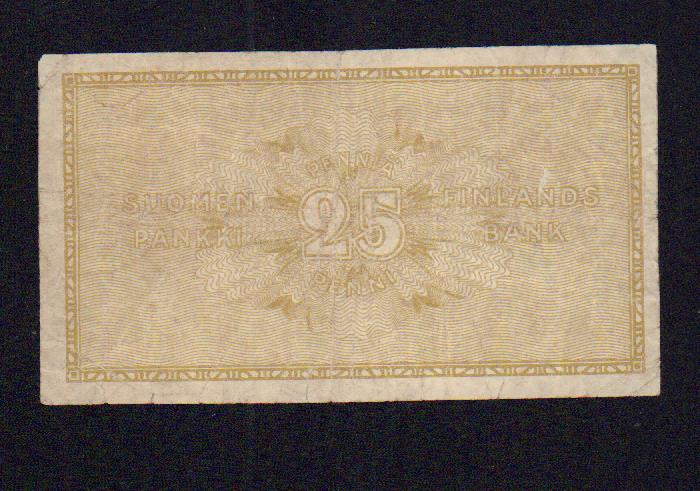 PENNIÄ
SUOMEN
PANKKI
25
FINLANDS
BANK
PENNI